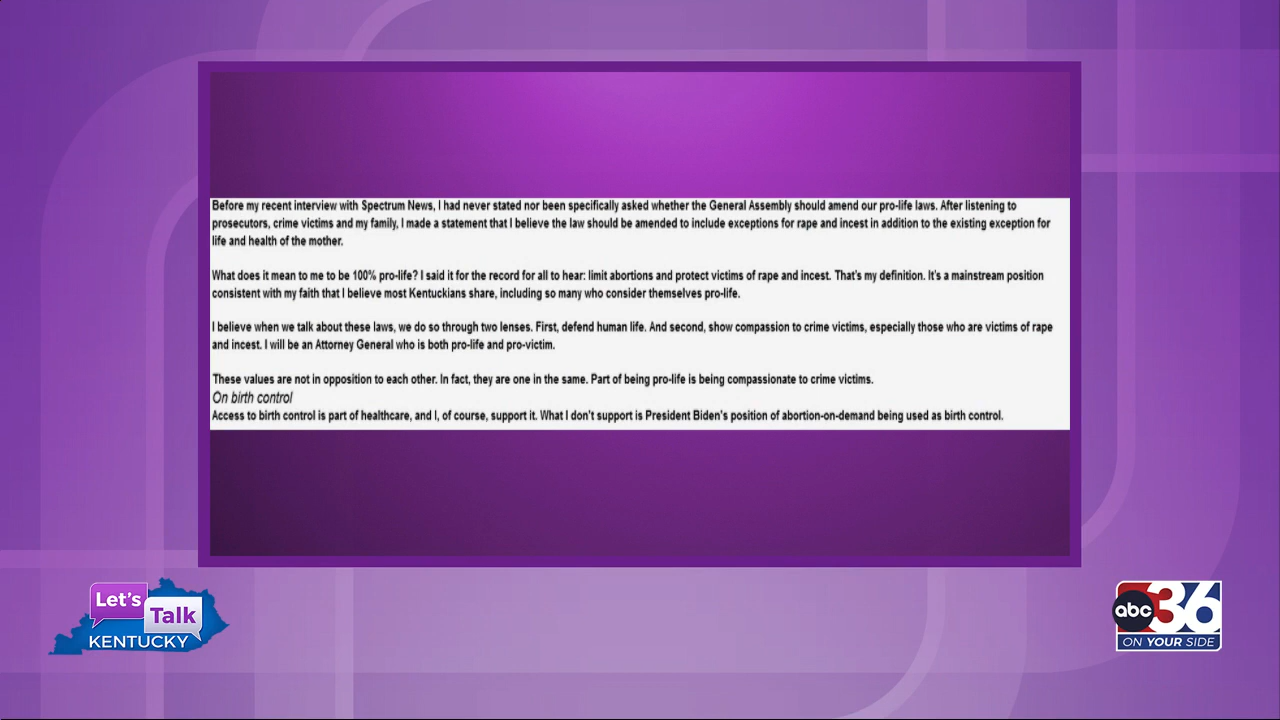 Before my recent interview with Spectrum News, I had never stated nor been specifically asked whether the General Assembly should amend our pro-life laws. After listening to
prosecutors, crime victims and my family, I made a statement that I believe the law should be amended to include exceptions for rape and incest in addition to the existing exception for
life and health of the mother.
What does it mean to me to be 100% pro-life? I said it for the record for all to hear: limit abortions and protect victims of rape and incest. That's my definition. It's a mainstream position
consistent with my faith that I believe most Kentuckians share, including so many who consider themselves pro-life.
I believe when we talk about these laws, we do so through two lenses. First, defend human life. And second, show compassion to crime victims, especially those who are victims of rape
and incest. I will be an Attorney General who is both pro-life and pro-victim.
These values are not in opposition to each other. In fact, they are one in the same. Part of being pro-life is being compassionate to crime victims.
On birth control
Access to birth control is part of healthcare, and I, of course, support it. What I don't support is President Biden's position of abortion-on-demand being used as birth control.
Let's
Talk
KENTUCKY
abc 36
ON YOUR SIDE